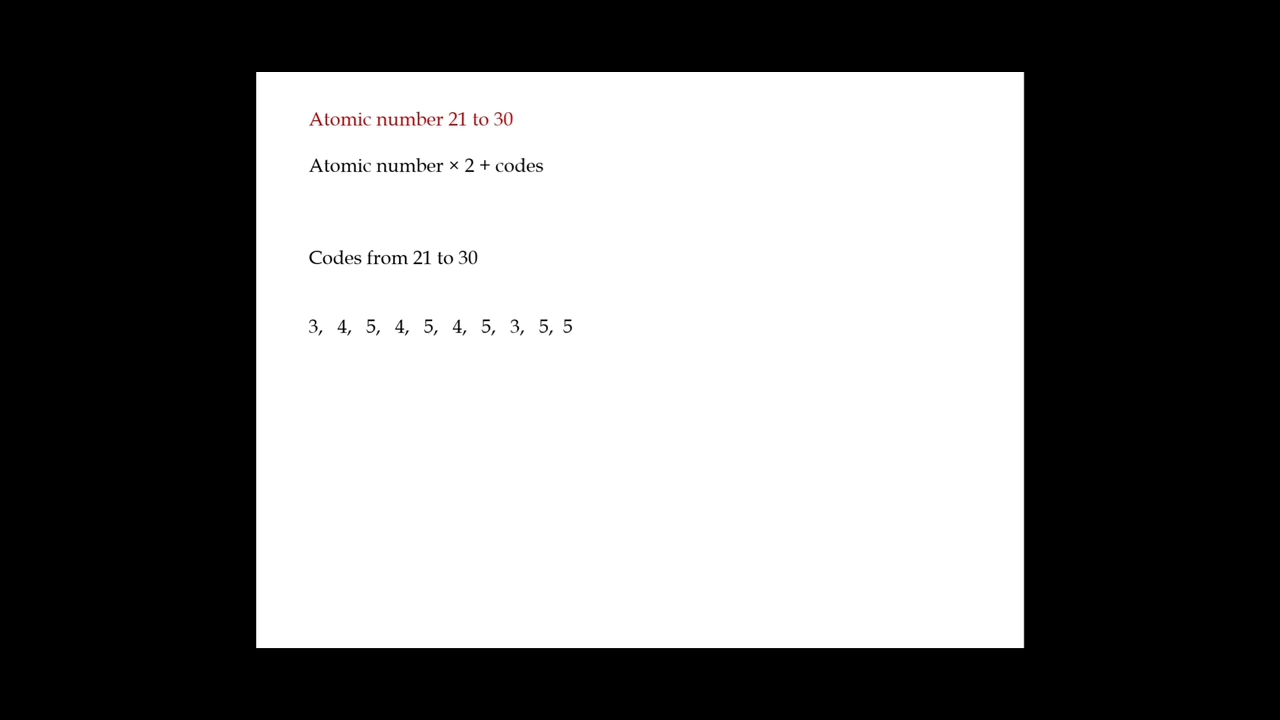 Atomic number 21 to 30
Atomic number × 2 + codes
Codes from 21 to 30
3, 4, 5, 4, 5, 4, 5, 3, 5, 5